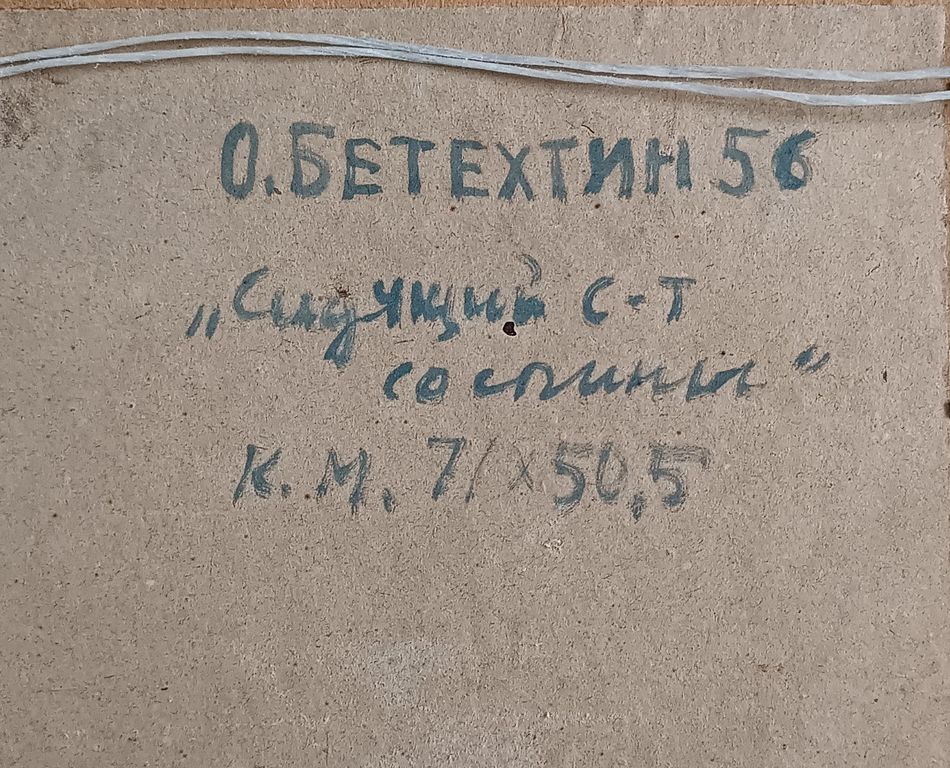 О. БЕТЕХТИН 56
„Сидящий с-т
со спины"
К. М. 71 х 50,5